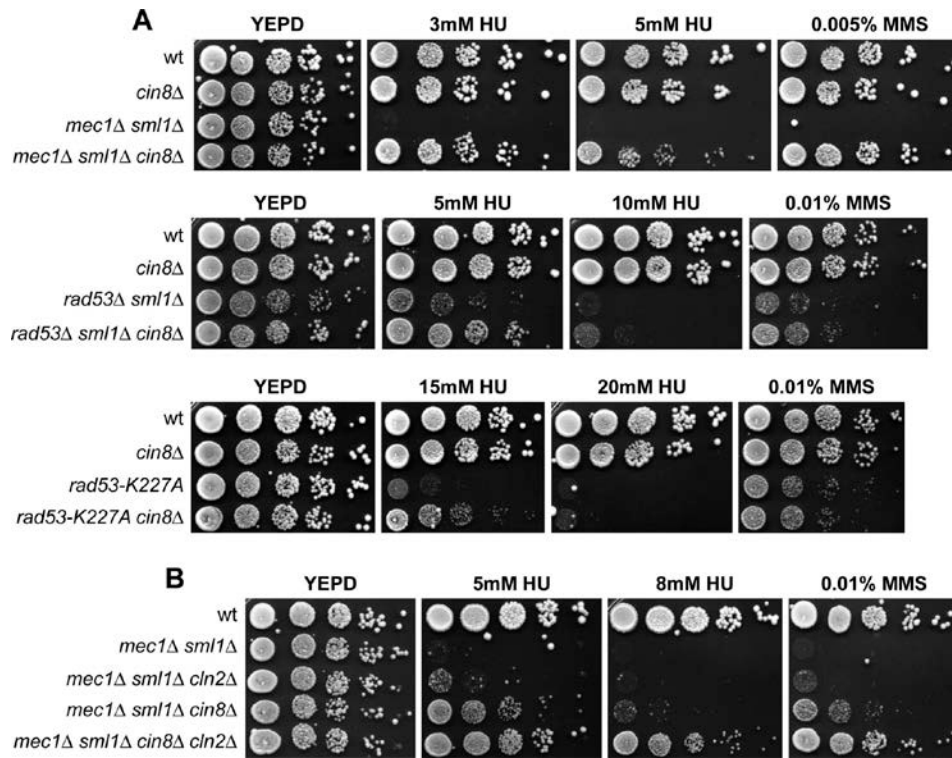 A
YEPD 3mM HU 5mM HU 0.005% MMS
wt
cin8Δ
mec1Δ sml1Δ
mec1Δ sml1Δ cin8Δ
YEPD 5mM HU 10mM HU 0.01% MMS
wt
cin8Δ
rad53Δ sml1Δ
rad53Δ sml1Δ cin8Δ
YEPD 15mM HU 20mM HU 0.01% MMS
wt
cin8Δ
rad53-K227A
rad53-K227A cin8Δ
B
YEPD 5mM HU 8mM HU 0.01% MMS
wt
mec1Δ sml1Δ
mec1Δ sml1Δ cln2Δ
mec1Δ sml1Δ cin8Δ
mec1Δ sml1Δ cin8Δ cln2Δ